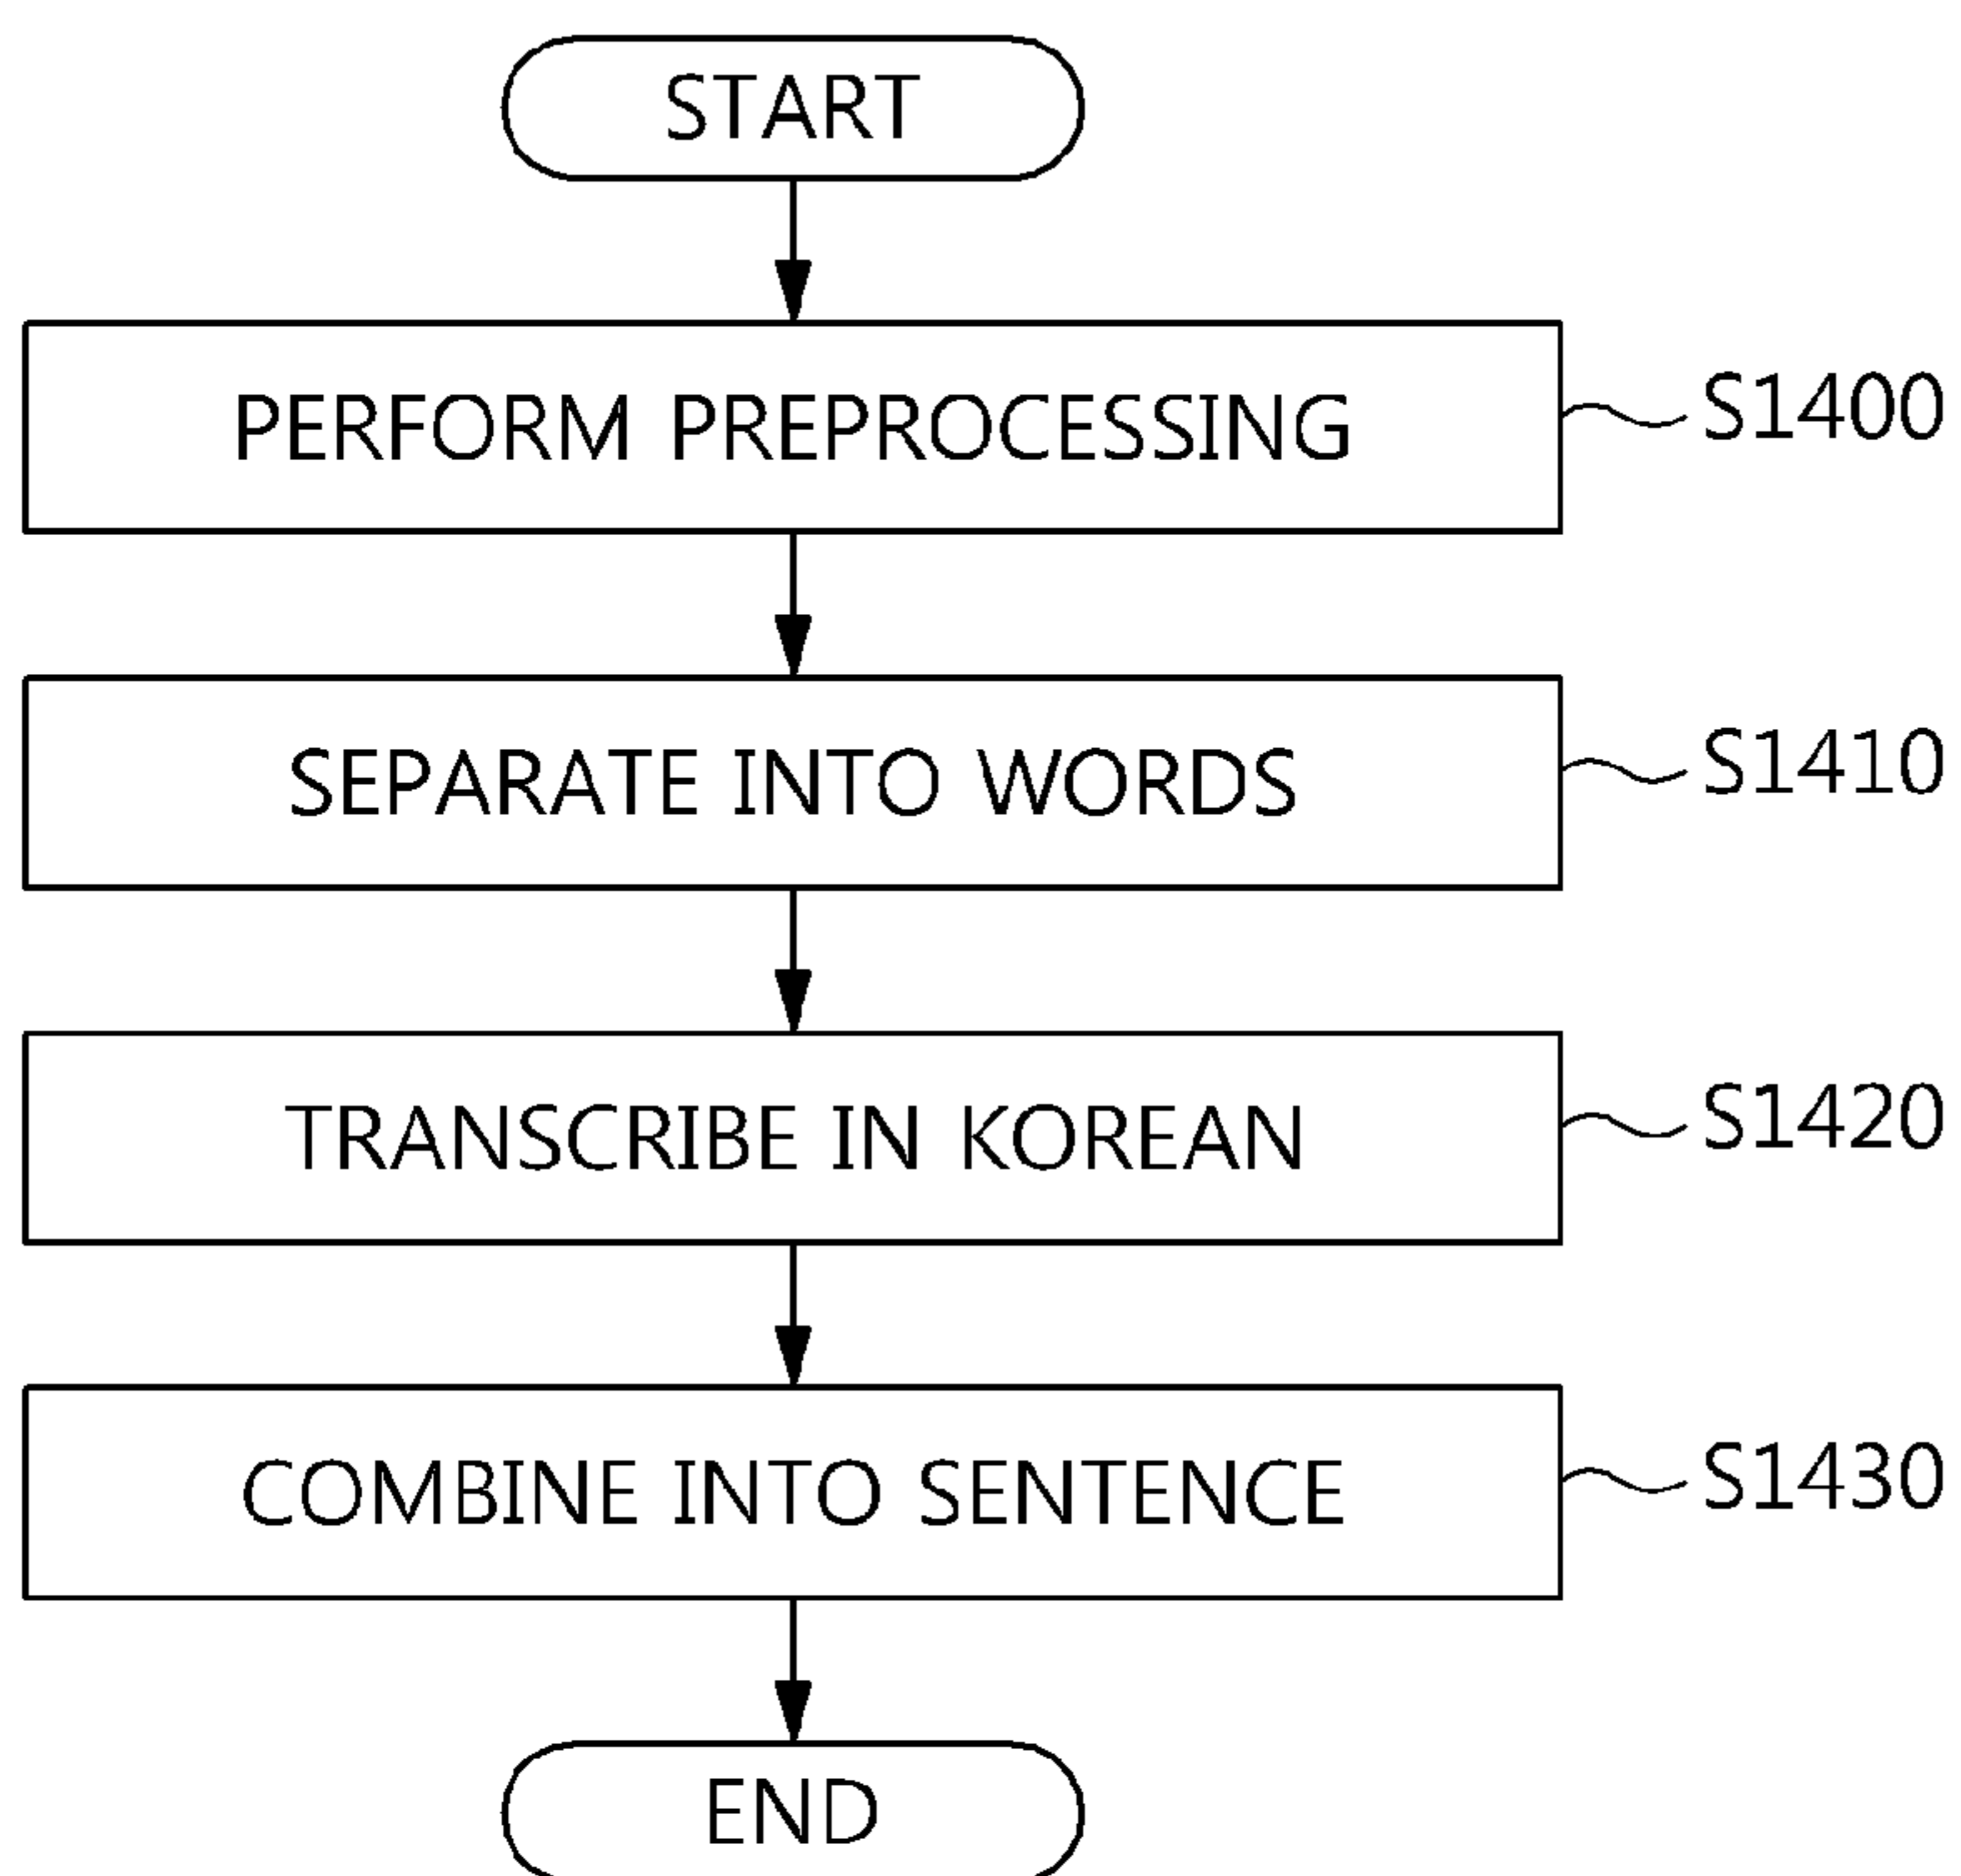 START
PERFORM PREPROCESSING
S1400
SEPARATE INTO WORDS
S1410
TRANSCRIBE IN KOREAN
S1420
COMBINE INTO SENTENCE
S1430
END